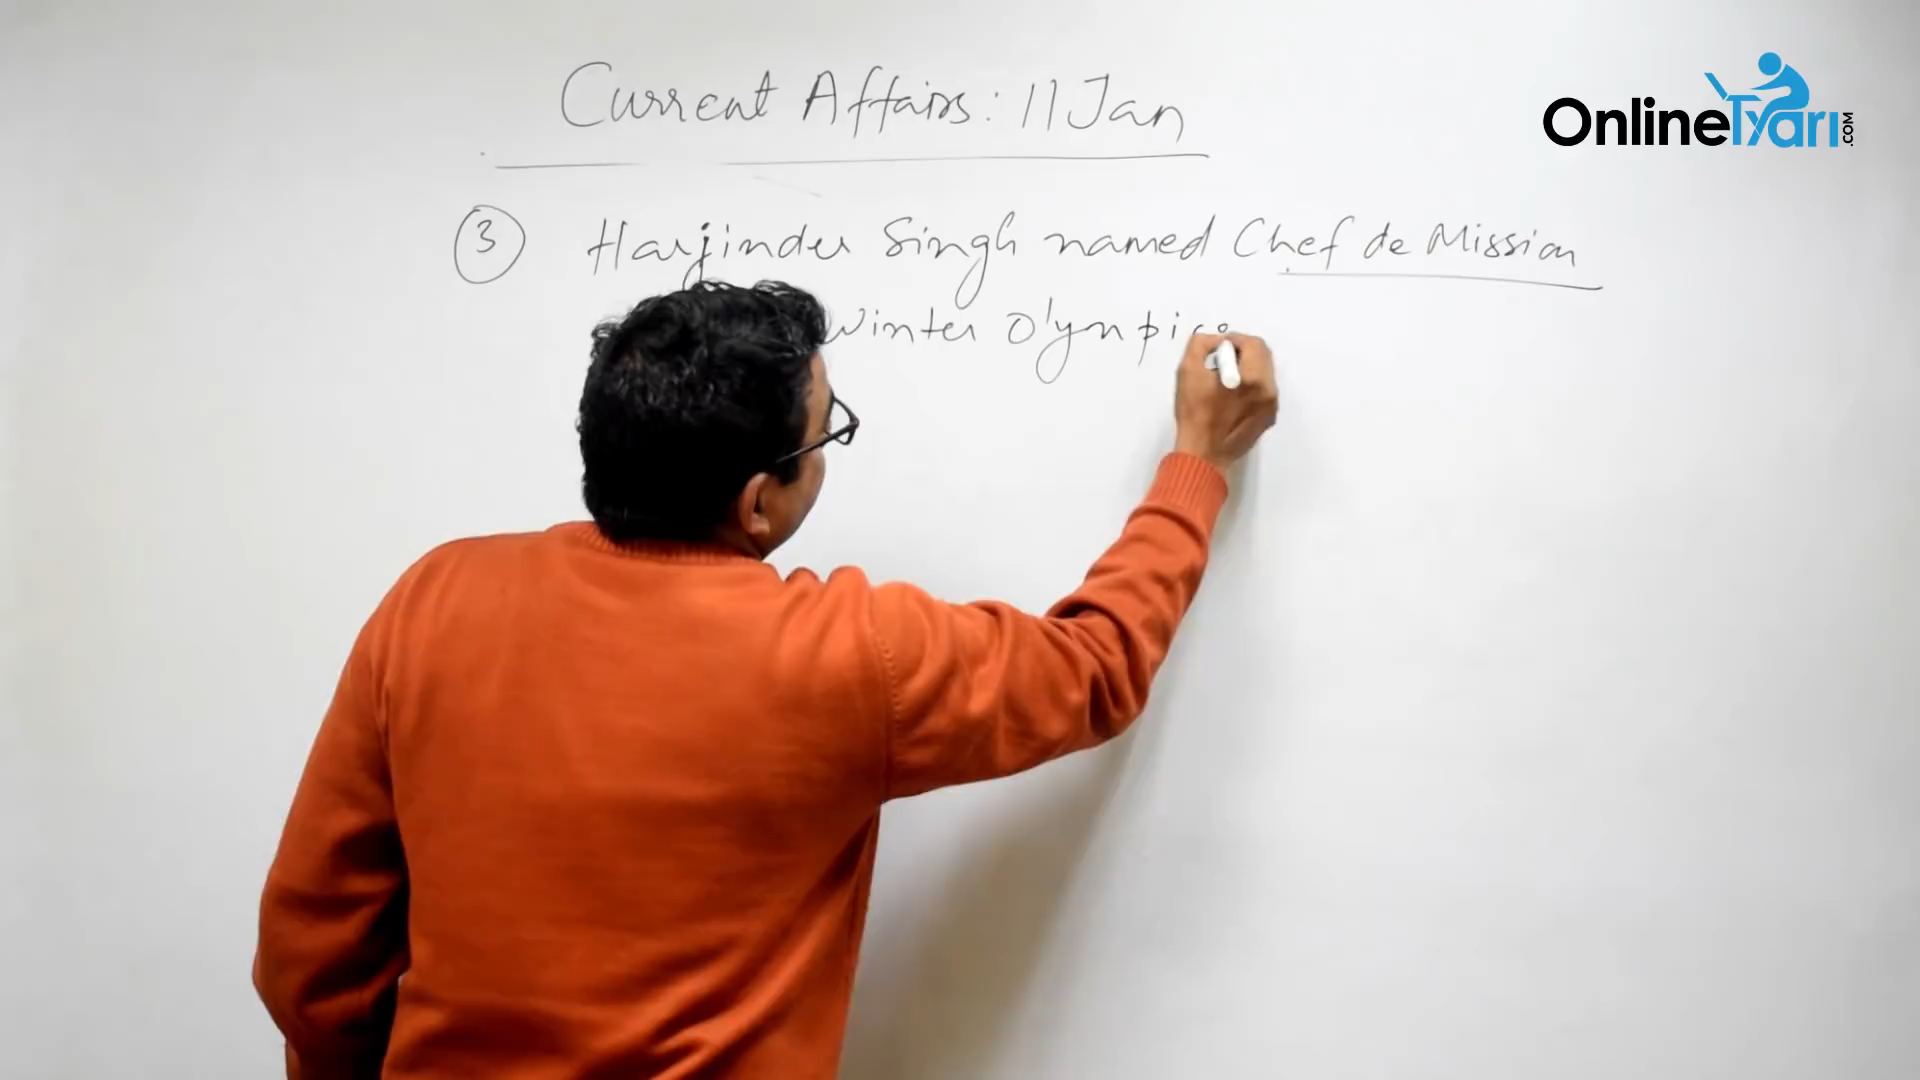 Current Affairs: 11 Jan
OnlineTyari.COM
3 Harjinder Singh named Chef de Mission
Winter Olympics